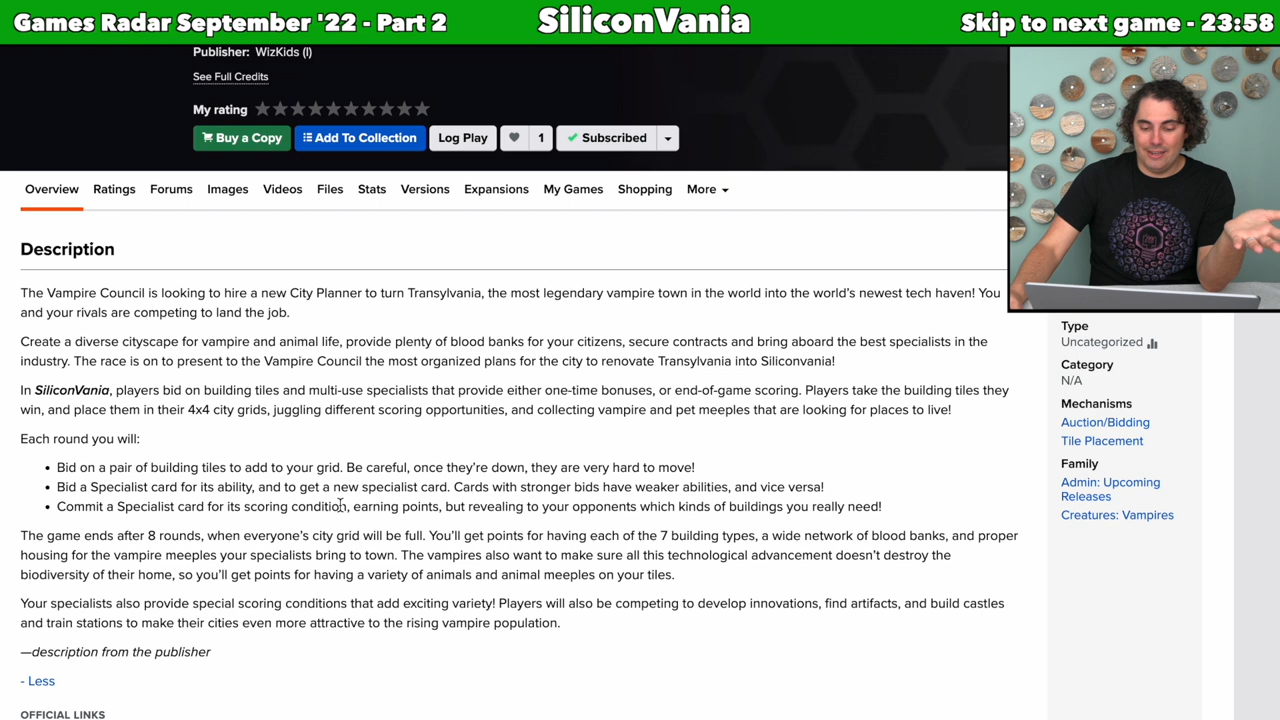 Games Radar September '22 - Part 2
SiliconVania
Skip to next game - 23:58
Publisher: WizKids (I)
See Full Credits
My rating
Buy a Copy
Add To Collection
Log Play
1
Subscribed
Overview
Ratings
Forums
Images
Videos
Files
Stats
Versions
Expansions
My Games
Shopping
More
Description
The Vampire Council is looking to hire a new City Planner to turn Transylvania, the most legendary vampire town in the world into the world's newest tech haven! You
and your rivals are competing to land the job.
Create a diverse cityscape for vampire and animal life, provide plenty of blood banks for your citizens, secure contracts and bring aboard the best specialists in the
industry. The race is on to present to the Vampire Council the most organized plans for the city to renovate Transylvania into Siliconvania!
In SiliconVania, players bid on building tiles and multi-use specialists that provide either one-time bonuses, or end-of-game scoring. Players take the building tiles they
win, and place them in their 4x4 city grids, juggling different scoring opportunities, and collecting vampire and pet meeples that are looking for places to live!
Each round you will:
• Bid on a pair of building tiles to add to your grid. Be careful, once they're down, they are very hard to move!
• Bid a Specialist card for its ability, and to get a new specialist card. Cards with stronger bids have weaker abilities, and vice versa!
• Commit a Specialist card for its scoring condition, earning points, but revealing to your opponents which kinds of buildings you really need!
The game ends after 8 rounds, when everyone's city grid will be full. You'll get points for having each of the 7 building types, a wide network of blood banks, and proper
housing for the vampire meeples your specialists bring to town. The vampires also want to make sure all this technological advancement doesn't destroy the
biodiversity of their home, so you'll get points for having a variety of animals and animal meeples on your tiles.
Your specialists also provide special scoring conditions that add exciting variety! Players will also be competing to develop innovations, find artifacts, and build castles
and train stations to make their cities even more attractive to the rising vampire population.
—description from the publisher
- Less
OFFICIAL LINKS
Type
Uncategorized
Category
N/A
Mechanisms
Auction/Bidding
Tile Placement
Family
Admin: Upcoming
Releases
Creatures: Vampires